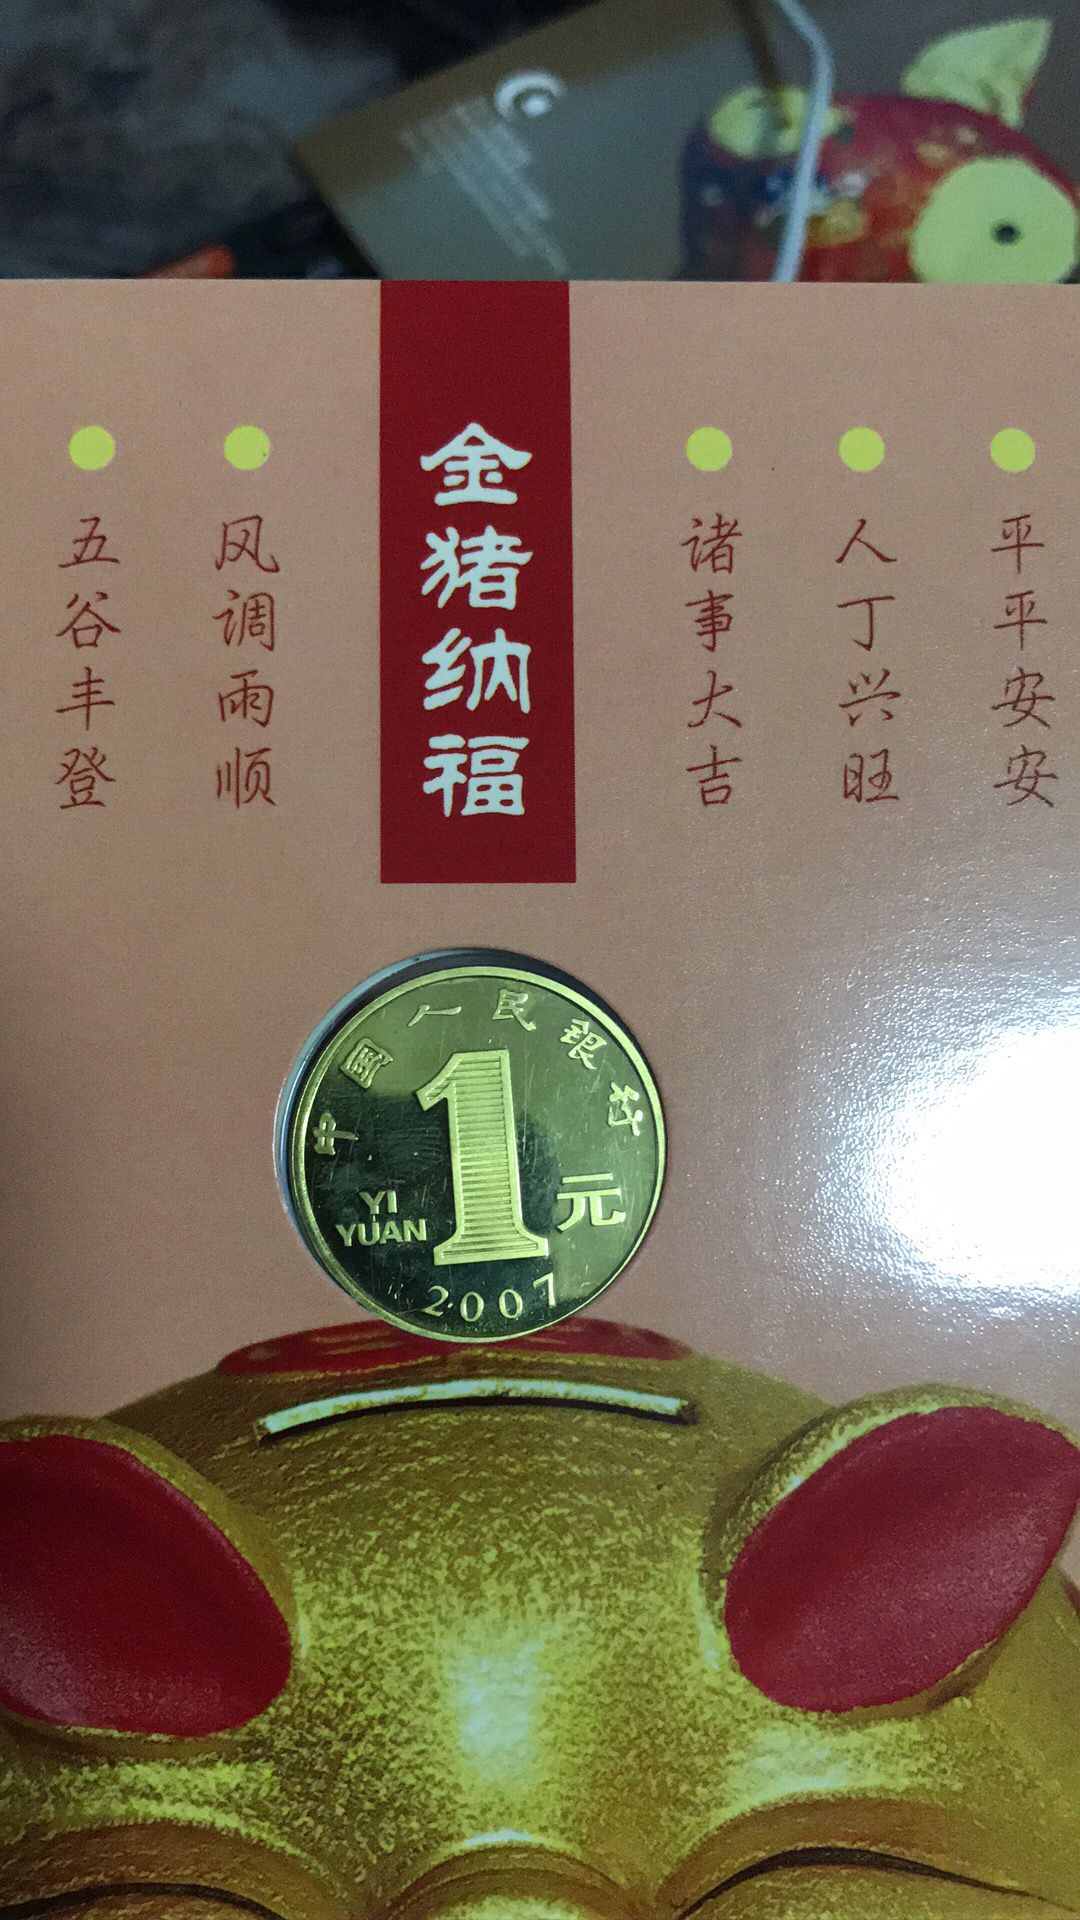 平平安安
人丁兴旺
诸事大吉
金猪纳福
风调雨顺
五谷丰登
中国人民银行
1
元
YI
YUAN
2007